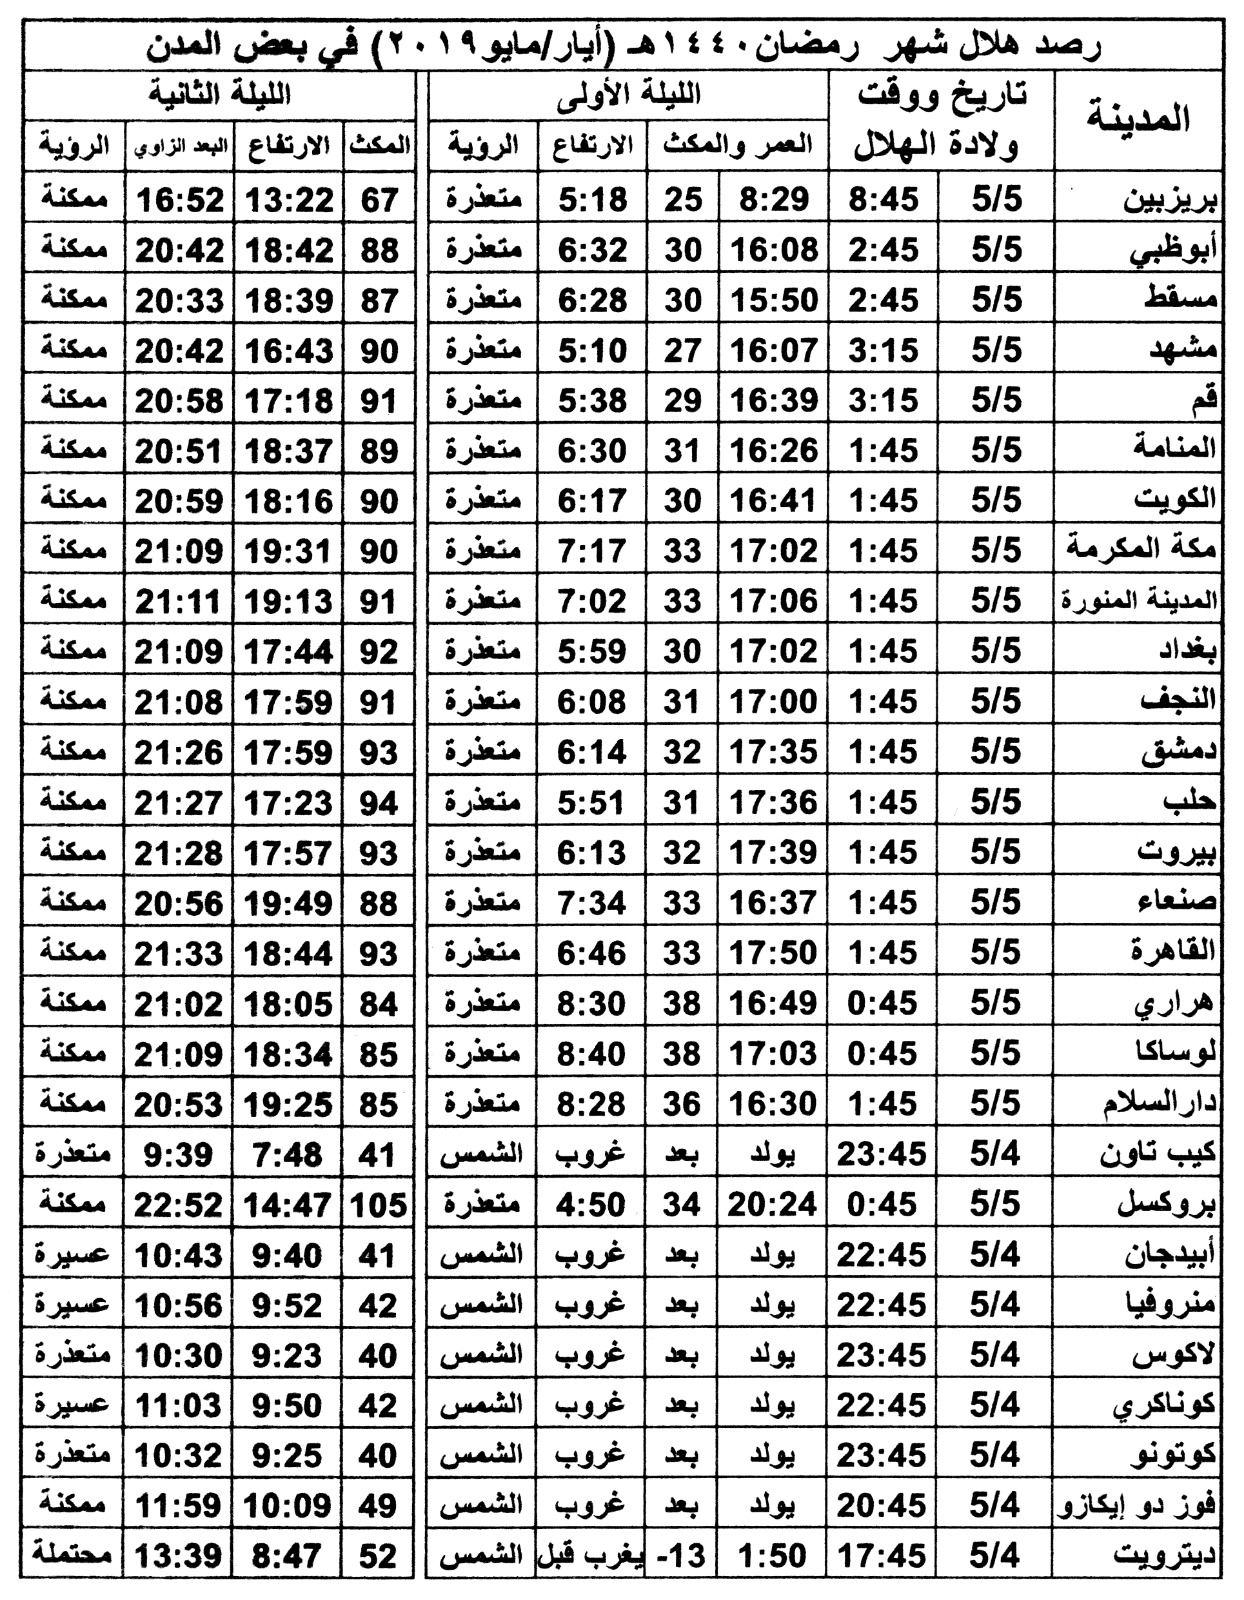 رصد هلال شهر رمضان ١٤٤٠هـ (أيار/مايو ٢٠١٩) في بعض المدن
المدينة تاريخ ووقت ولادة الهلال الليلة الأولى الليلة الثانية
العمر والمكث الارتفاع الرؤية المكث الارتفاع البعد الزاوي الرؤية
بريزبين 5/5 8:45 8:29 25 5:18 متعذرة 67 13:22 16:52 ممكنة
أبوظبي 5/5 2:45 16:08 30 6:32 متعذرة 88 18:42 20:42 ممكنة
مسقط 5/5 2:45 15:50 30 6:28 متعذرة 87 18:39 20:33 ممكنة
مشهد 5/5 3:15 16:07 27 5:10 متعذرة 90 16:43 20:42 ممكنة
قم 5/5 3:15 16:39 29 5:38 متعذرة 91 17:18 20:58 ممكنة
المنامة 5/5 1:45 16:26 31 6:30 متعذرة 89 18:37 20:51 ممكنة
الكويت 5/5 1:45 16:41 30 6:17 متعذرة 90 18:16 20:59 ممكنة
مكة المكرمة 5/5 1:45 17:02 33 7:17 متعذرة 90 19:31 21:09 ممكنة
المدينة المنورة 5/5 1:45 17:06 33 7:02 متعذرة 91 19:13 21:11 ممكنة
بغداد 5/5 1:45 17:02 30 5:59 متعذرة 92 17:44 21:09 ممكنة
النجف 5/5 1:45 17:00 31 6:08 متعذرة 91 17:59 21:08 ممكنة
دمشق 5/5 1:45 17:35 32 6:14 متعذرة 93 17:59 21:26 ممكنة
حلب 5/5 1:45 17:36 31 5:51 متعذرة 94 17:23 21:27 ممكنة
بيروت 5/5 1:45 17:39 32 6:13 متعذرة 93 17:57 21:28 ممكنة
صنعاء 5/5 1:45 16:37 33 7:34 متعذرة 88 19:49 20:56 ممكنة
القاهرة 5/5 1:45 17:50 33 6:46 متعذرة 93 18:44 21:33 ممكنة
هراري 5/5 0:45 16:49 38 8:30 متعذرة 84 18:05 21:02 ممكنة
لوساكا 5/5 0:45 17:03 38 8:40 متعذرة 85 18:34 21:09 ممكنة
دار السلام 5/5 1:45 16:30 36 8:28 متعذرة 85 19:25 20:53 ممكنة
كيب تاون 5/4 23:45 يولد بعد غروب الشمس 41 7:48 9:39 متعذرة
بروكسل 5/5 0:45 20:24 34 4:50 متعذرة 105 14:47 22:52 ممكنة
أبيدجان 5/4 22:45 يولد بعد غروب الشمس 41 9:40 10:43 عسيرة
منروفيا 5/4 22:45 يولد بعد غروب الشمس 42 9:52 10:56 عسيرة
لاكوس 5/4 23:45 يولد بعد غروب الشمس 40 9:23 10:30 متعذرة
كوناكري 5/4 22:45 يولد بعد غروب الشمس 42 9:50 11:03 عسيرة
كوتونو 5/4 23:45 يولد بعد غروب الشمس 40 9:25 10:32 متعذرة
فوز دو إيكازو 5/4 20:45 يولد بعد غروب الشمس 49 10:09 11:59 ممكنة
ديترويت 5/4 17:45 1:50 -13 يغرب قبل الشمس 52 8:47 13:39 محتملة